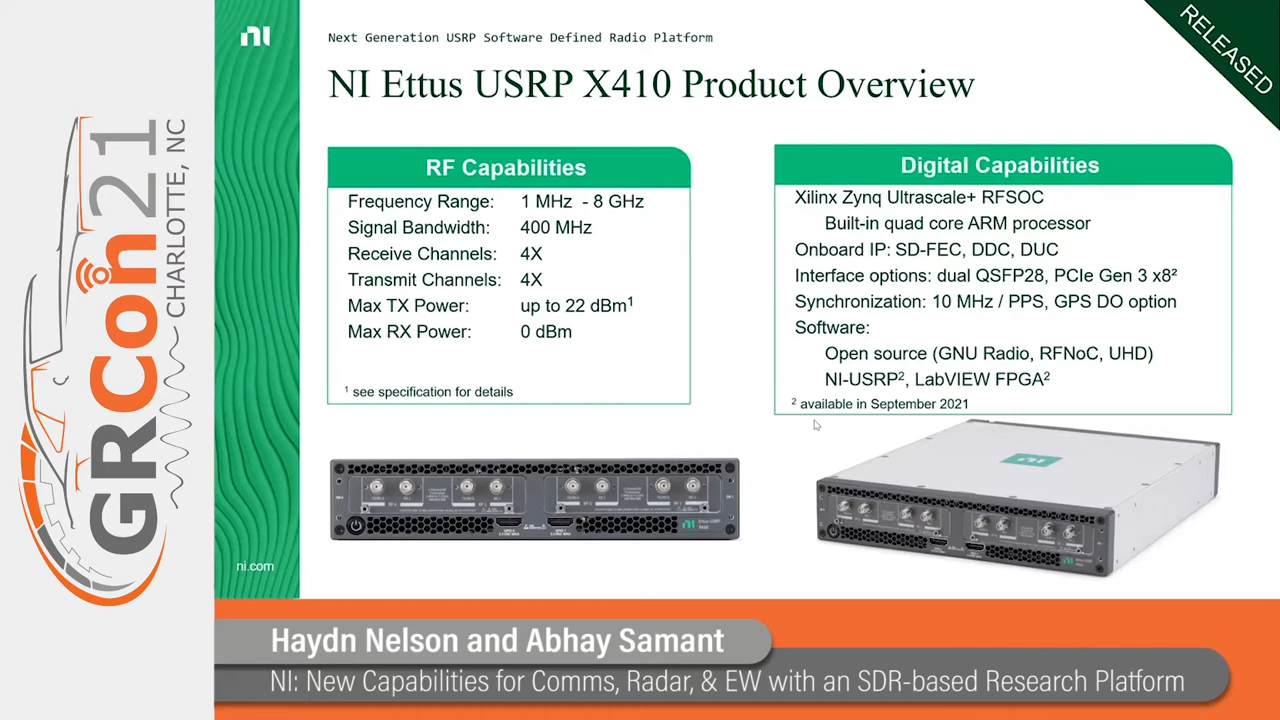 GRCon21
CHARLOTTE, NC
ni
Next Generation USRP Software Defined Radio Platform
NI Ettus USRP X410 Product Overview
RELEASED
RF Capabilities
Frequency Range: 1 MHz - 8 GHz
Signal Bandwidth: 400 MHz
Receive Channels: 4X
Transmit Channels: 4X
Max TX Power: up to 22 dBm¹
Max RX Power: 0 dBm
¹ see specification for details
Digital Capabilities
Xilinx Zynq Ultrascale+ RFSOC
Built-in quad core ARM processor
Onboard IP: SD-FEC, DDC, DUC
Interface options: dual QSFP28, PCIe Gen 3 x8²
Synchronization: 10 MHz / PPS, GPS DO option
Software:
Open source (GNU Radio, RFNoC, UHD)
NI-USRP², LabVIEW FPGA²
² available in September 2021
ni.com
Haydn Nelson and Abhay Samant
NI: New Capabilities for Comms, Radar, & EW with an SDR-based Research Platform